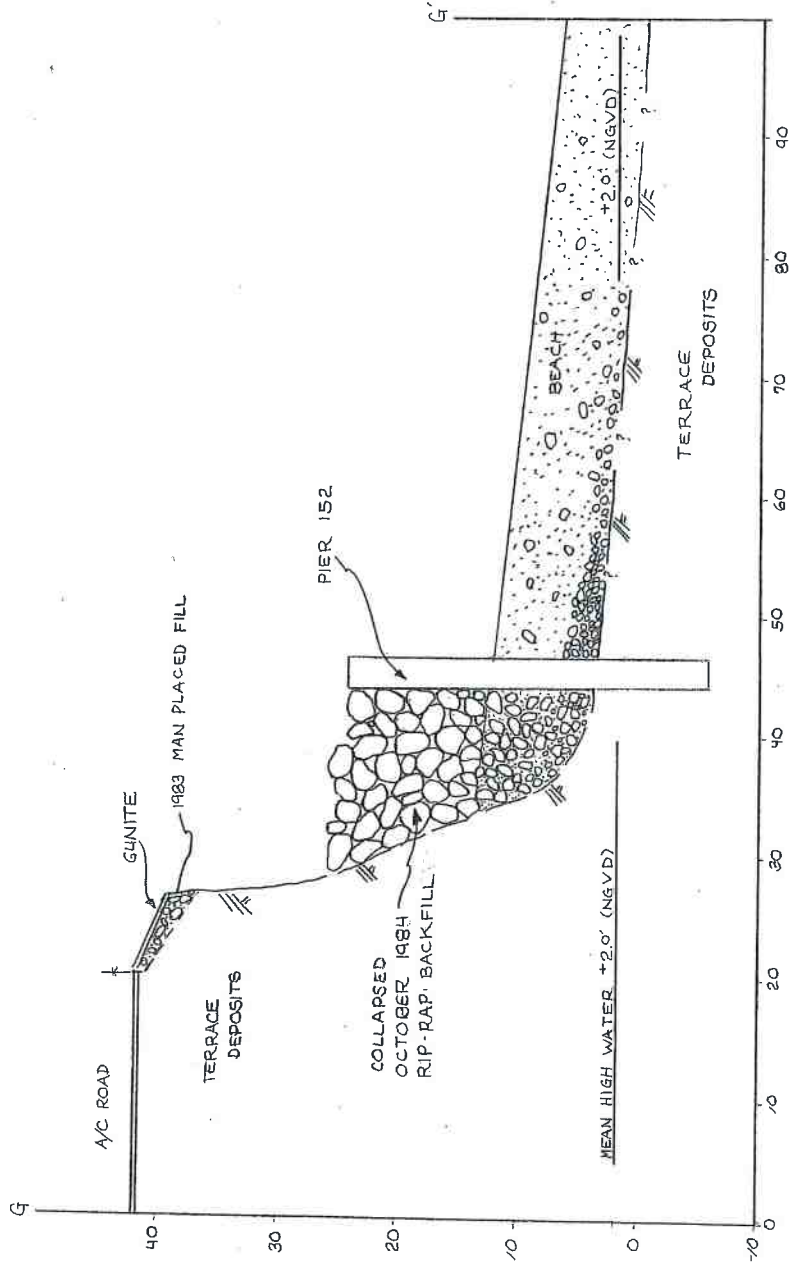 G
G'
A/C ROAD
GUNITE
1983 MAN PLACED FILL
TERRACE
DEPOSITS
COLLAPSED
OCTOBER 1984
RIP-RAP BACKFILL
PIER 152
BEACH
+2.0' (NGVD)
? ? ? ? ?
TERRACE
DEPOSITS
MEAN HIGH WATER +2.0' (NGVD)
40
30
20
10
0
-10
0
10
20
30
40
50
60
70
80
90